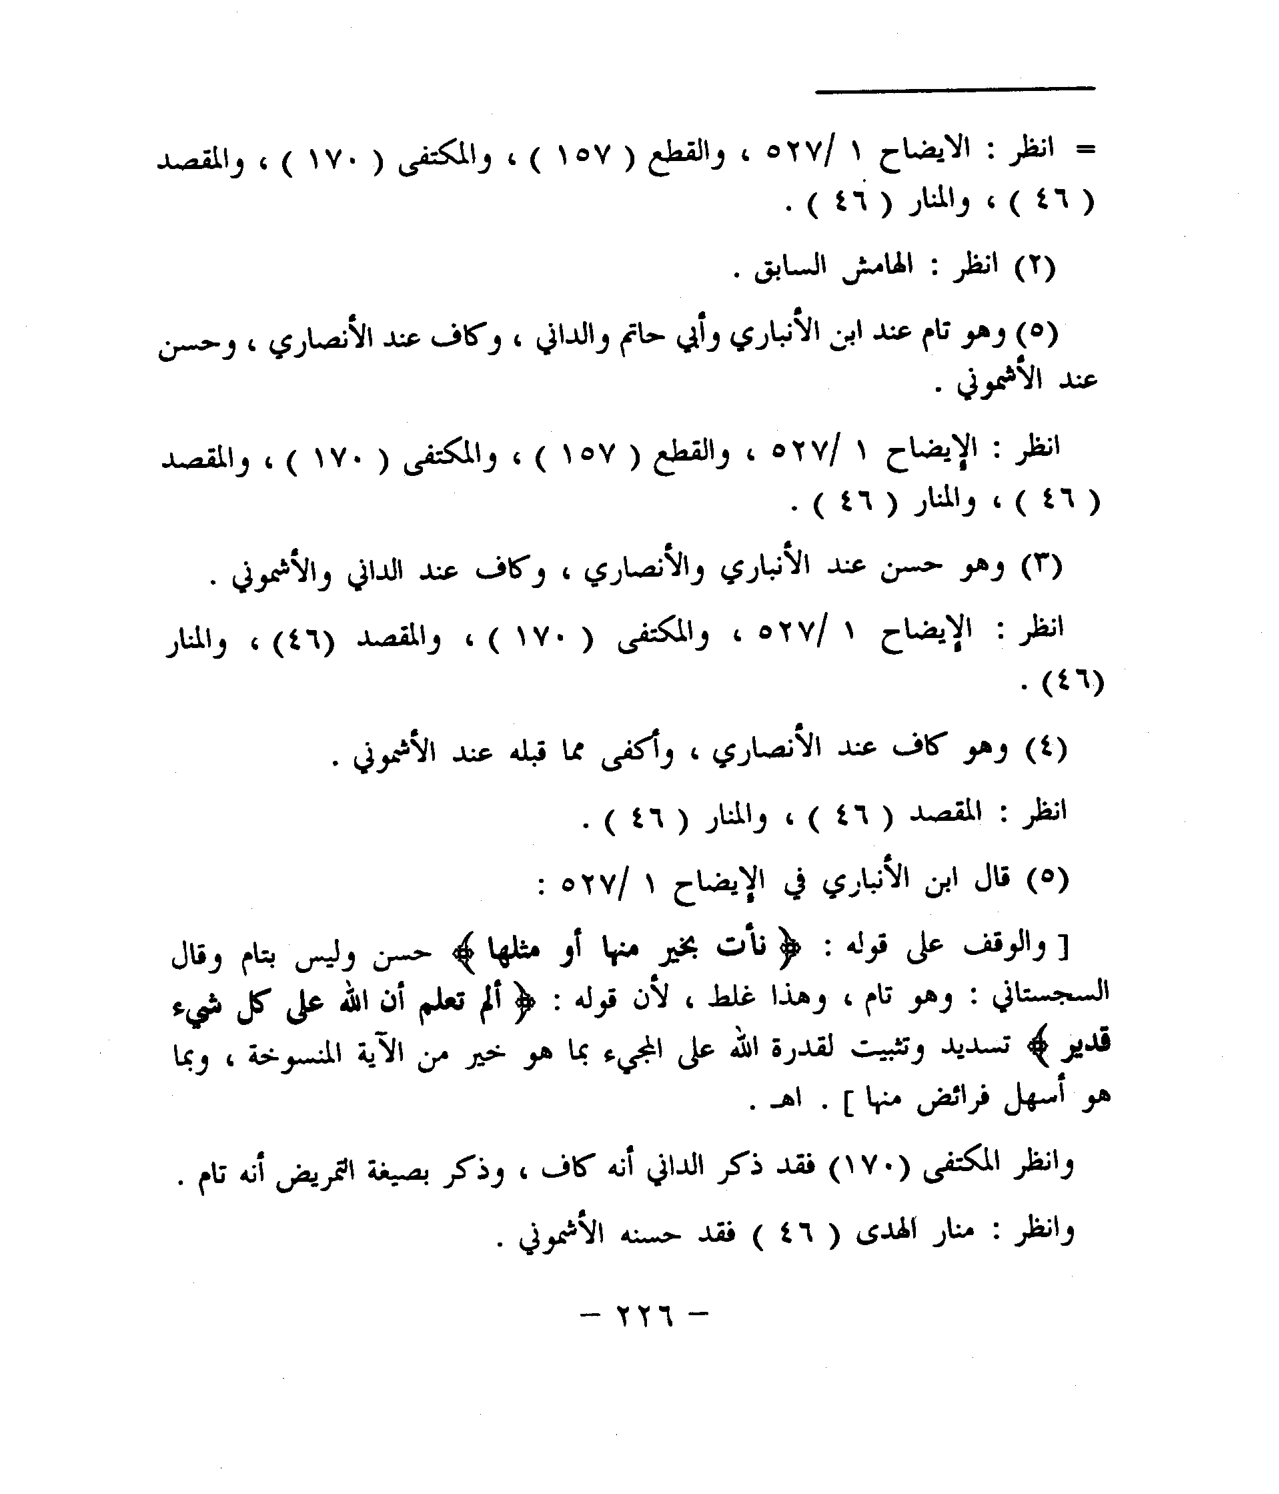 = انظر : الايضاح ١ /٥٢٧ ، والقطع ( ١٥٧ ) ، والمكتفى ( ١٧٠ ) ، والمقصد
( ٤٦ ) ، والمنار ( ٤٦ ) .
(٢) انظر : الهامش السابق .
(٥) وهو تام عند ابن الأنباري وأبي حاتم والداني ، وكاف عند الأنصاري ، وحسن
عند الأشموني .
انظر : الإيضاح ١ /٥٢٧ ، والقطع ( ١٥٧ ) ، والمكتفى ( ١٧٠ ) ، والمقصد
( ٤٦ ) ، والمنار ( ٤٦ ) .
(٣) وهو حسن عند الأنباري والأنصاري ، وكاف عند الداني والأشموني .
انظر : الإيضاح ١ /٥٢٧ ، والمكتفى ( ١٧٠ ) ، والمقصد (٤٦) ، والمنار
(٤٦) .
(٤) وهو كاف عند الأنصاري ، وأكفى مما قبله عند الأشموني .
انظر : المقصد ( ٤٦ ) ، والمنار ( ٤٦ ) .
(٥) قال ابن الأنباري في الإيضاح ١ /٥٢٧ :
[ والوقف على قوله : ﴿ نأت بخير منها أو مثلها ﴾ حسن وليس بتام وقال
السجستاني : وهو تام ، وهذا غلط ، لأن قوله : ﴿ ألم تعلم أن الله على كل شيء
قدير ﴾ تسديد وتثبيت لقدرة الله على المجيء بما هو خير من الآية المنسوخة ، وبما
هو أسهل فرائض منها ] . اهـ .
وانظر المكتفى (١٧٠) فقد ذكر الداني أنه كاف ، وذكر بصيغة التمريض أنه تام .
وانظر : منار الهدى ( ٤٦ ) فقد حسنه الأشموني .
– ٢٢٦ –